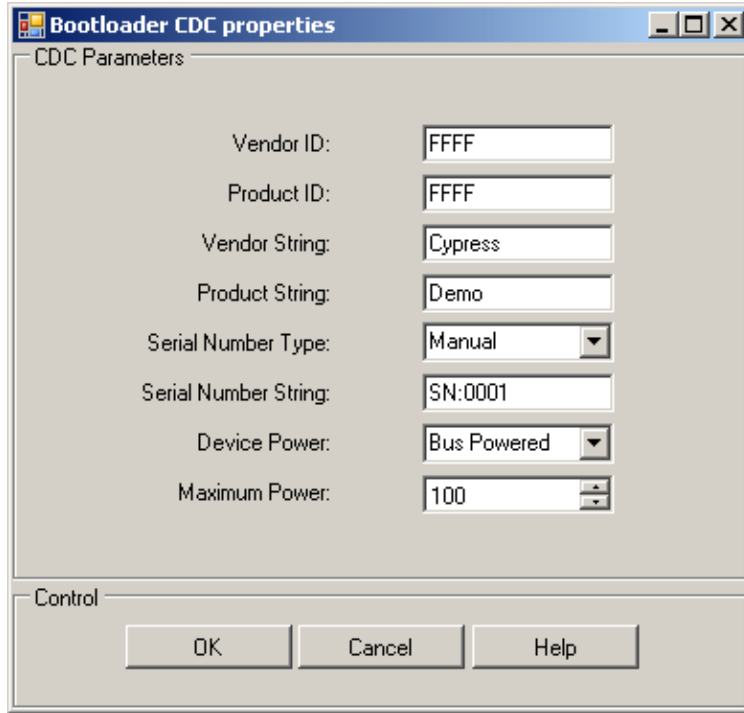 Bootloader CDC properties
CDC Parameters
Vendor ID: FFFF
Product ID: FFFF
Vendor String: Cypress
Product String: Demo
Serial Number Type: Manual
Serial Number String: SN:0001
Device Power: Bus Powered
Maximum Power: 100
Control
OK Cancel Help